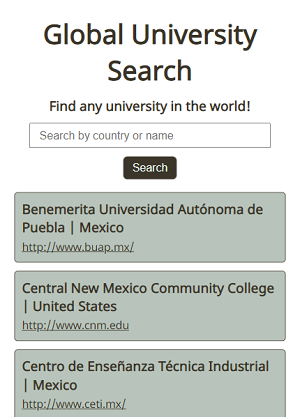 Global University
Search
Find any university in the world!
Search by country or name
Search
Benemerita Universidad Autónoma de
Puebla | Mexico
http://www.buap.mx/
Central New Mexico Community College
| United States
http://www.cnm.edu
Centro de Enseñanza Técnica Industrial
| Mexico
http://www.ceti.mx/